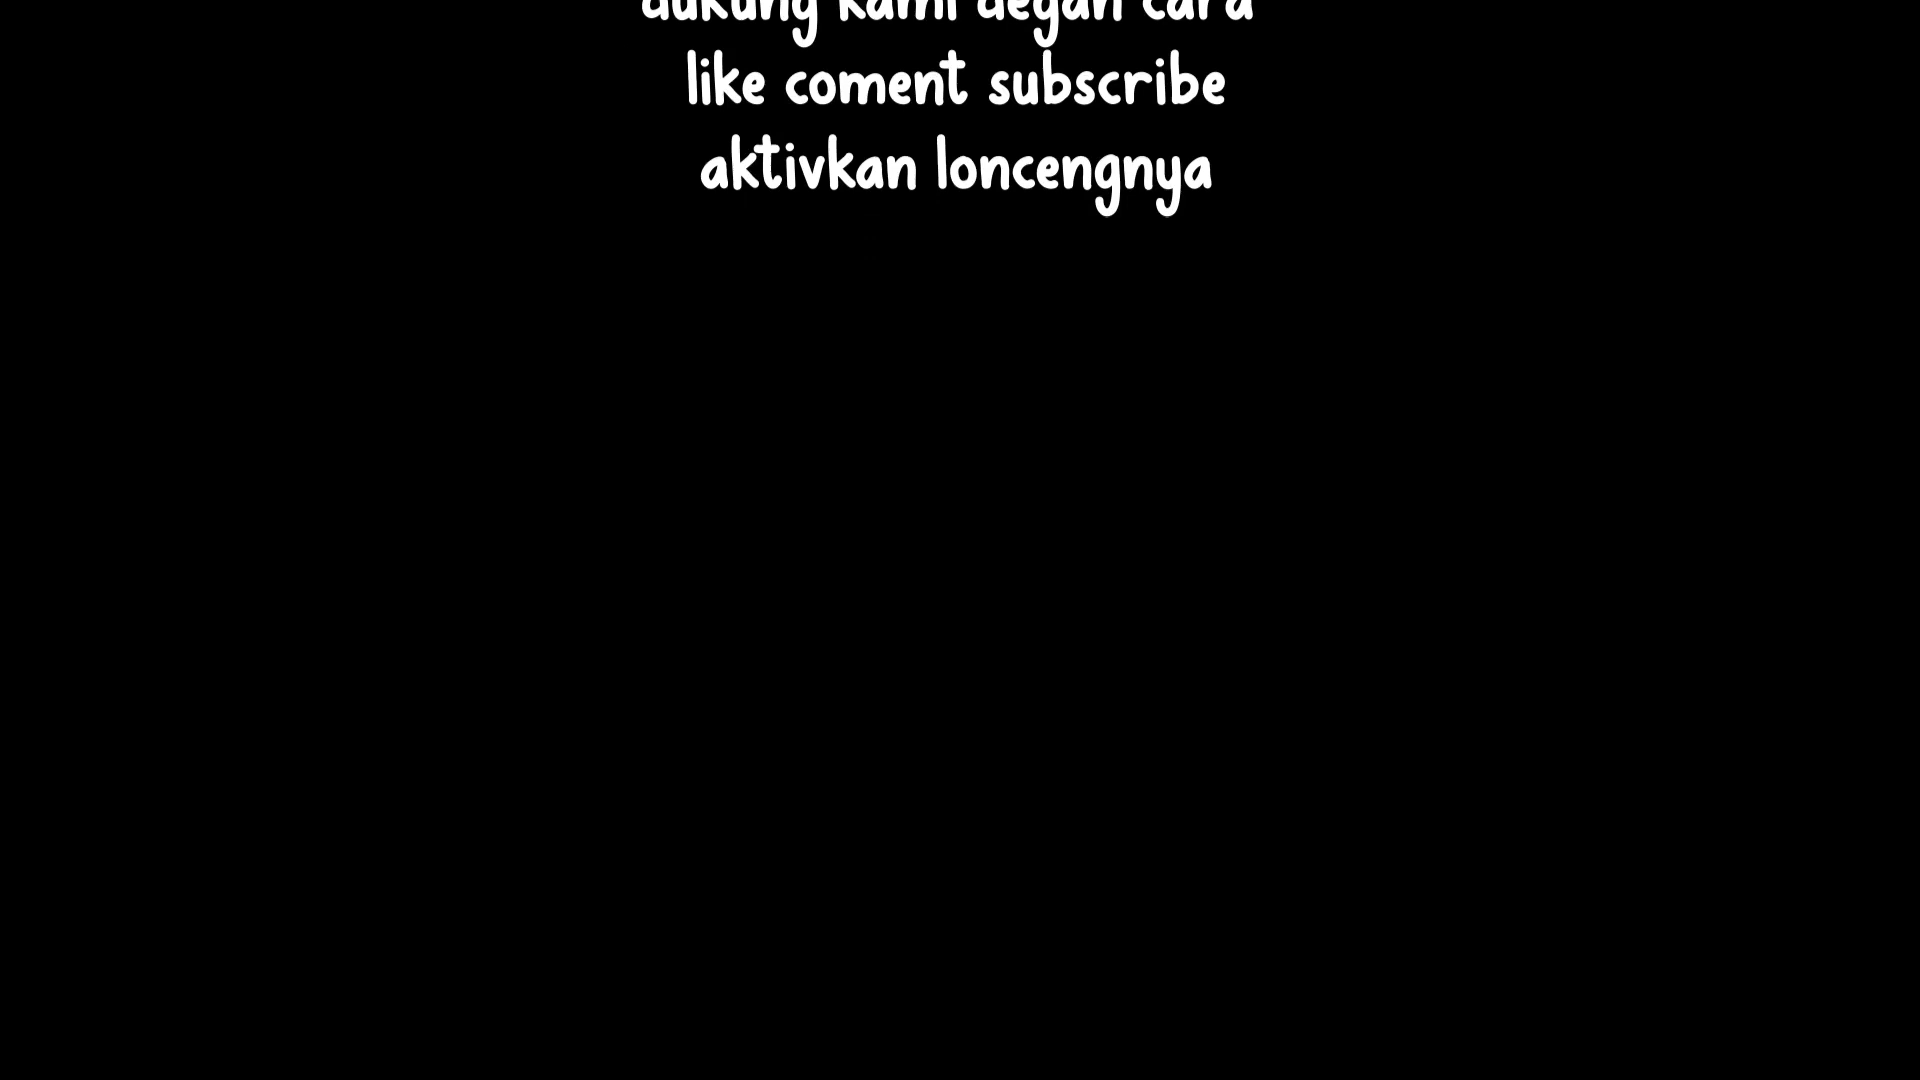 dukung kami degan cara
like coment subscribe
aktivkan loncengnya